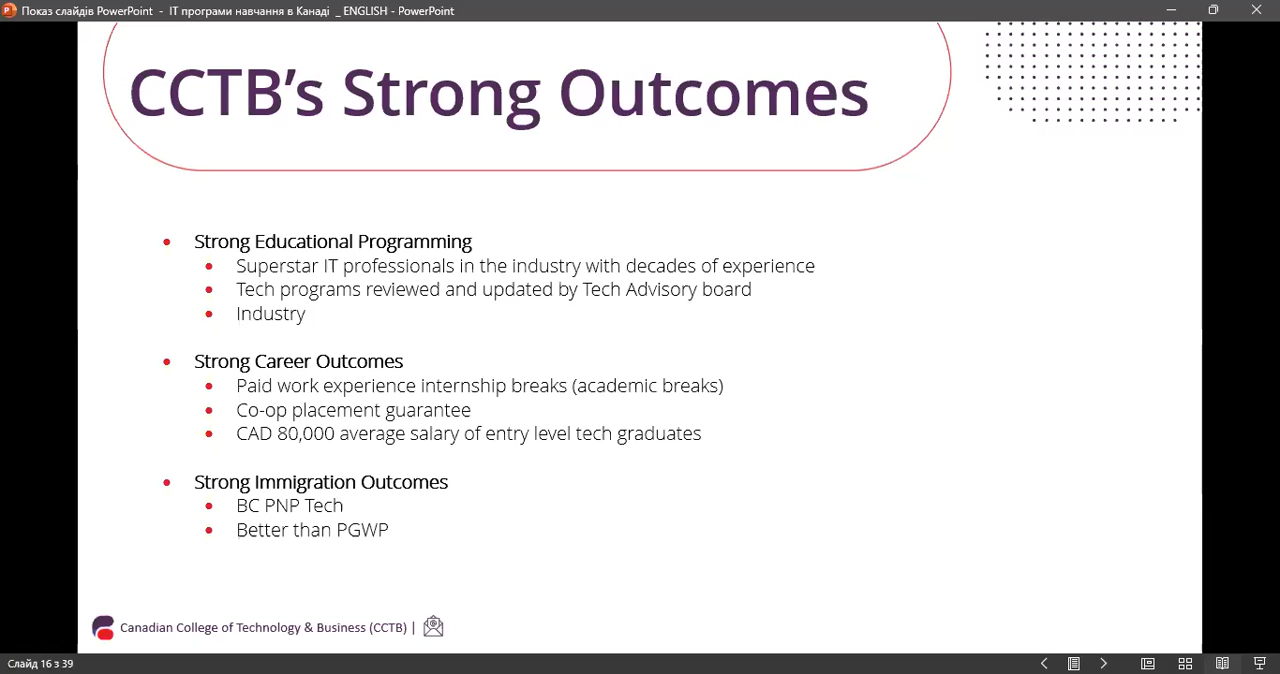 Показ слайдів PowerPoint - ІТ програми навчання в Канаді _ ENGLISH - PowerPoint
CCTB’s Strong Outcomes
Strong Educational Programming
Superstar IT professionals in the industry with decades of experience
Tech programs reviewed and updated by Tech Advisory board
Industry
Strong Career Outcomes
Paid work experience internship breaks (academic breaks)
Co-op placement guarantee
CAD 80,000 average salary of entry level tech graduates
Strong Immigration Outcomes
BC PNP Tech
Better than PGWP
Canadian College of Technology & Business (CCTB) |
Слайд 16 з 39